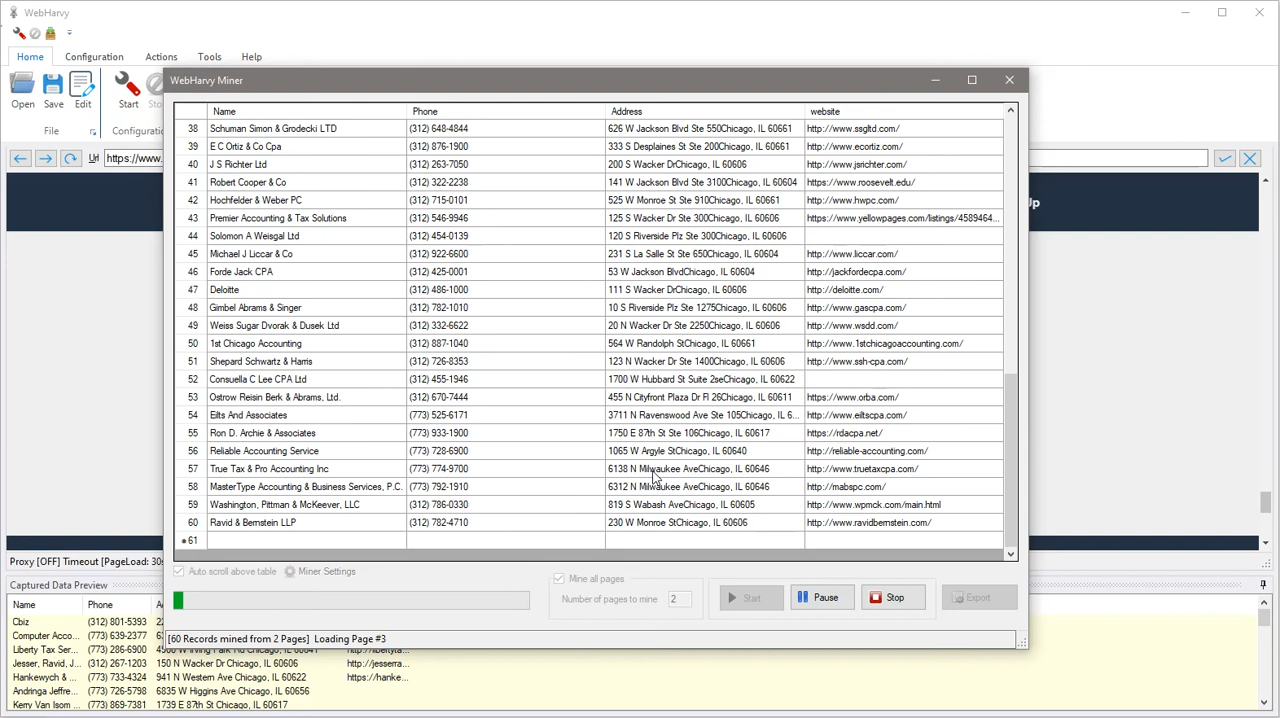 WebHarvy
Home Configuration Actions Tools Help
WebHarvy Miner
Open Save Edit Start
File
Name Phone Address website
38 Schuman Simon & Grodecki LTD (312) 648-4844 626 W Jackson Blvd Ste 550Chicago, IL 60661 http://www.ssgltd.com/
39 E C Ortiz & Co Cpa (312) 876-1900 333 S Desplaines St Ste 200Chicago, IL 60661 http://www.ecortiz.com/
40 J S Richter Ltd (312) 263-7050 200 S Wacker DrChicago, IL 60606 http://www.jsrichter.com/
41 Robert Cooper & Co (312) 322-2238 141 W Jackson Blvd Ste 3100Chicago, IL 60604 https://www.roosevelt.edu/
42 Hochfelder & Weber PC (312) 715-0101 525 W Monroe St Ste 910Chicago, IL 60661 http://www.hwpc.com/
43 Premier Accounting & Tax Solutions (312) 546-9946 125 S Wacker Dr Ste 300Chicago, IL 60606 https://www.yellowpages.com/listings/4589464...
44 Solomon A Weisgal Ltd (312) 454-0139 120 S Riverside Plz Ste 300Chicago, IL 60606
45 Michael J Liccar & Co (312) 922-6600 231 S La Salle St Ste 650Chicago, IL 60604 http://www.liccar.com/
46 Forde Jack CPA (312) 425-0001 53 W Jackson BlvdChicago, IL 60604 http://jackfordecpa.com/
47 Deloitte (312) 486-1000 111 S Wacker DrChicago, IL 60606 http://deloitte.com/
48 Gimbel Abrams & Singer (312) 782-1010 10 S Riverside Plz Ste 1275Chicago, IL 60606 http://www.gascpa.com/
49 Weiss Sugar Dvorak & Dusek Ltd (312) 332-6622 20 N Wacker Dr Ste 2250Chicago, IL 60606 http://www.wsdd.com/
50 1st Chicago Accounting (312) 887-1040 564 W Randolph StChicago, IL 60661 http://www.1stchicagoaccounting.com/
51 Shepard Schwartz & Harris (312) 726-8353 123 N Wacker Dr Ste 1400Chicago, IL 60606 http://www.ssh-cpa.com/
52 Consuella C Lee CPA Ltd (312) 455-1946 1700 W Hubbard St Suite 2seChicago, IL 60622
53 Ostrow Reisin Berk & Abrams, Ltd. (312) 670-7444 455 N Cityfront Plaza Dr Fl 26Chicago, IL 60611 https://www.orba.com/
54 Eilts And Associates (773) 525-6171 3711 N Ravenswood Ave Ste 105Chicago, IL 6... http://www.eiltscpa.com/
55 Ron D. Archie & Associates (773) 933-1900 1750 E 87th St Ste 106Chicago, IL 60617 https://rdacpa.net/
56 Reliable Accounting Service (773) 728-6900 1065 W Argyle StChicago, IL 60640 http://reliable-accounting.com/
57 True Tax & Pro Accounting Inc (773) 774-9700 6138 N Milwaukee AveChicago, IL 60646 http://www.truetaxcpa.com/
58 MasterType Accounting & Business Services, P.C. (773) 792-1910 6312 N Milwaukee AveChicago, IL 60646 http://mabspc.com/
59 Washington, Pittman & McKeever, LLC (312) 786-0330 819 S Wabash AveChicago, IL 60605 http://www.wpmck.com/main.html
60 Ravid & Bernstein LLP (312) 782-4710 230 W Monroe StChicago, IL 60606 http://www.ravidbernstein.com/
61
Url https://www.
Up
Proxy [OFF] Timeout [PageLoad: 30
Auto scroll above table Miner Settings
Mine all pages
Number of pages to mine 2
Start Pause Stop Export
[60 Records mined from 2 Pages] Loading Page #3
Captured Data Preview
Name Phone
Cbiz (312) 801-5393
Computer Acco... (773) 639-2377
Liberty Tax Ser... (773) 286-6900
Jesser, Ravid, J... (312) 267-1203 150 N Wacker Dr Chicago, IL 60606 http://jesserra...
Hankewych & ... (773) 733-4324 941 N Western Ave Chicago, IL 60622 https://hanke...
Andringa Jeffre... (773) 726-5798 6835 W Higgins Ave Chicago, IL 60656
Kerry Van Isom ... (773) 869-7381 1739 E 87th St Chicago, IL 60617